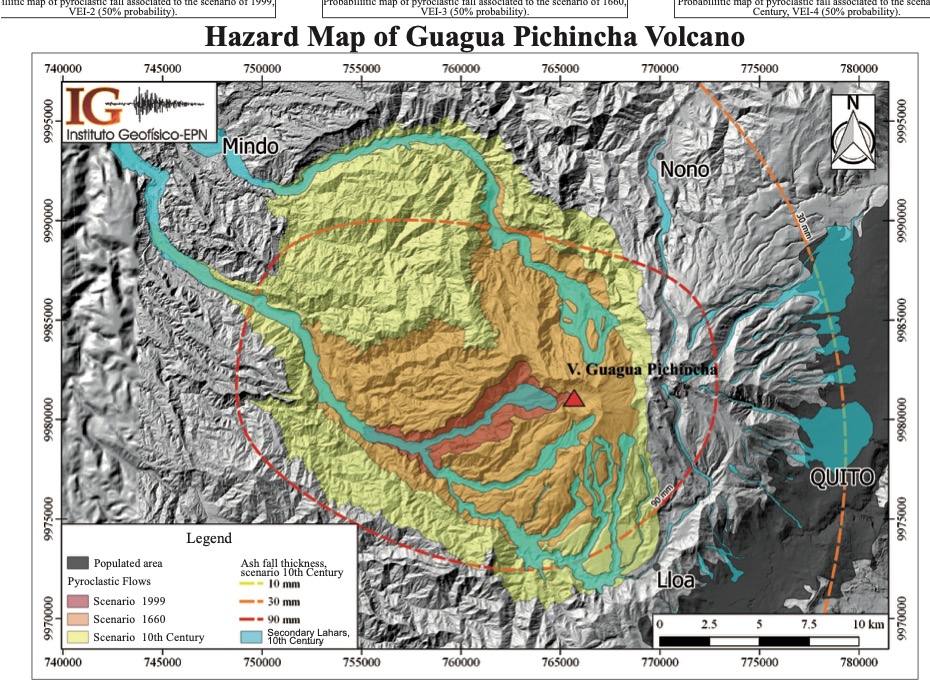 illific map of pyroclastic fall associated to the scenario of 1999,
VEI-2 (50% probability).
Probabilific map of pyroclastic fall associated to the scenario of 1660,
VEI-3 (50% probability).
Probabilific map of pyroclastic fall associated to the scena
Century, VEI-4 (50% probability).
Hazard Map of Guagua Pichincha Volcano
740000 745000 750000 755000 760000 765000 770000 775000 780000
IG
Instituto Geofísico-EPN
N
9995000
9995000
Mindo
Nono
30 mm
9990000
9990000
9985000
9985000
V. Guagua Pichincha
9980000
9980000
QUITO
90 mm
9975000
9975000
Lloa
Legend
Populated area
Pyroclastic Flows
Scenario 1999
Scenario 1660
Scenario 10th Century
Ash fall thickness,
scenario 10th Century
10 mm
30 mm
90 mm
Secondary Lahars,
10th Century
0 2.5 5 7.5 10 km
9970000
9970000
740000 745000 750000 755000 760000 765000 770000 775000 780000